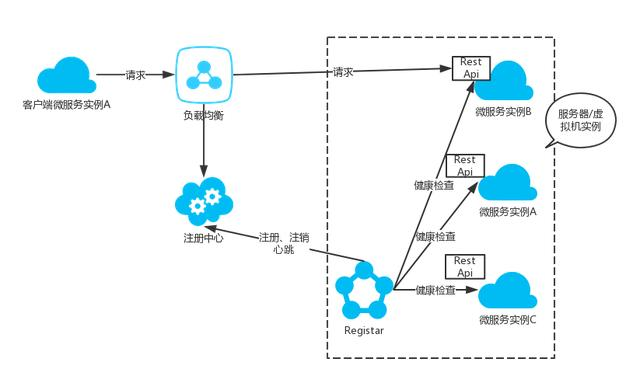 请求
客户端微服务实例A
负载均衡
请求
Rest
Api
微服务实例B
服务器/虚
拟机实例
Rest
Api
健康检查
微服务实例A
注册中心
注册、注销
心跳
健康检查
Rest
Api
健康检查
微服务实例C
Registar